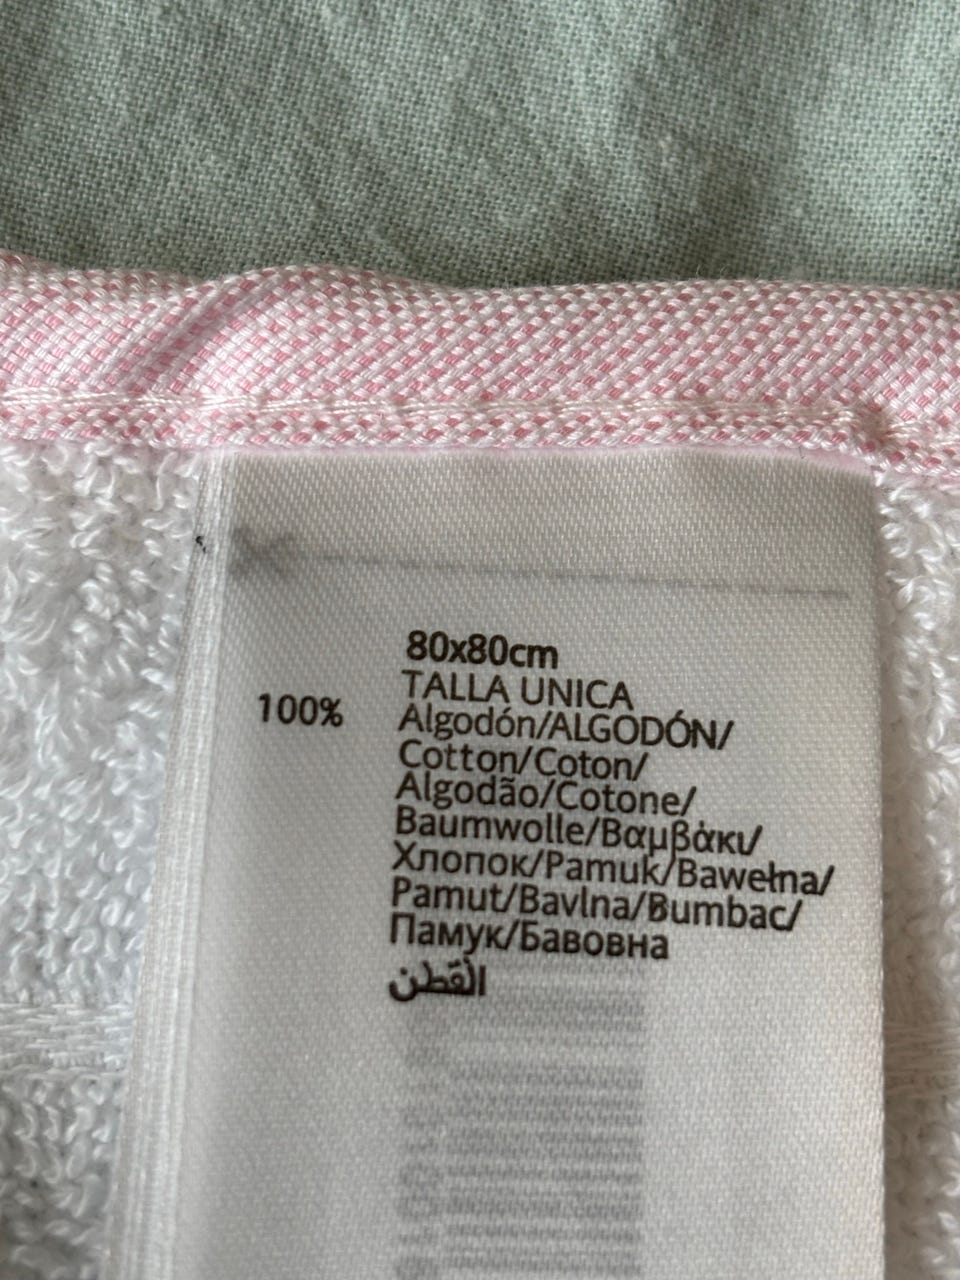 80x80cm
TALLA UNICA
100% Algodón/ALGODÓN/
Cotton/Coton/
Algodão/Cotone/
Baumwolle/Βαμβάκι/
Хлопок/Pamuk/Bawełna/
Pamut/Bavlna/Bumbac/
Памук/Бавовна
القطن